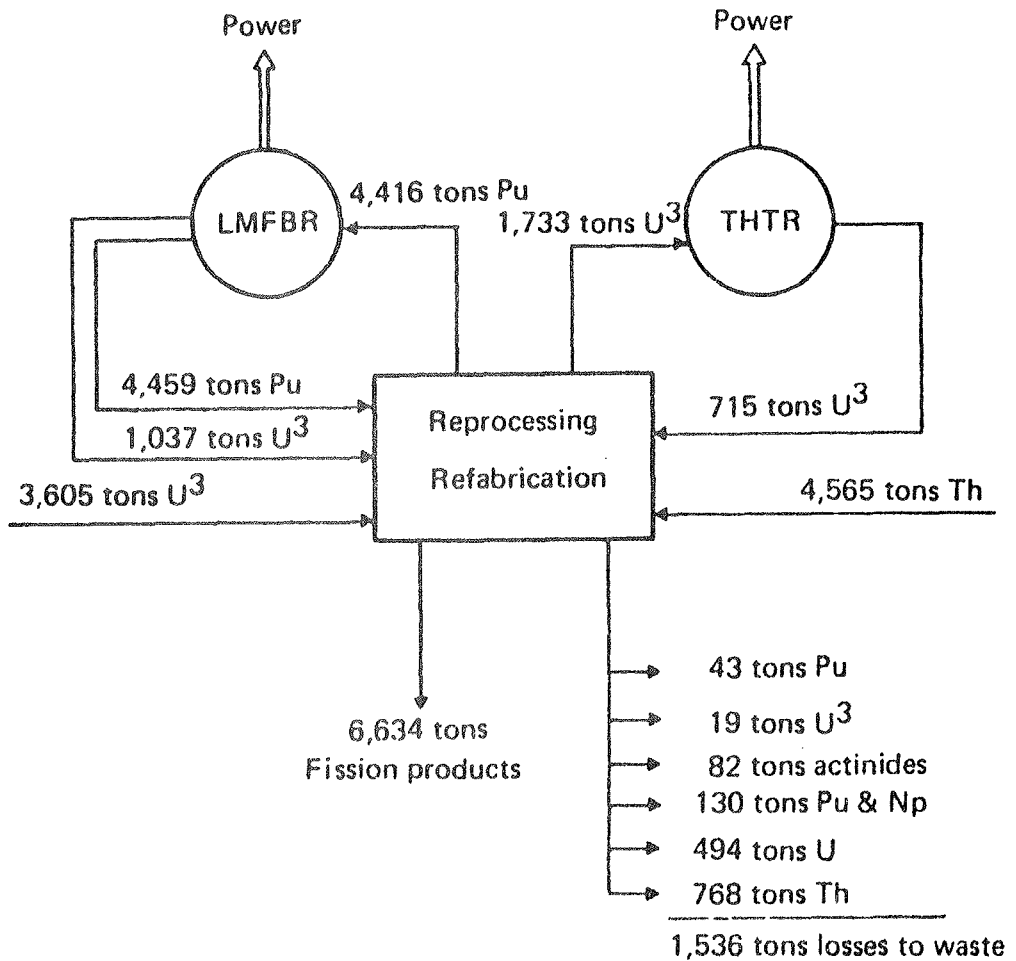 Power
Power
LMFBR
4,416 tons Pu
1,733 tons U³
THTR
4,459 tons Pu
1,037 tons U³
3,605 tons U³
Reprocessing
Refabrication
715 tons U³
4,565 tons Th
6,634 tons
Fission products
43 tons Pu
19 tons U³
82 tons actinides
130 tons Pu & Np
494 tons U
768 tons Th
1,536 tons losses to waste